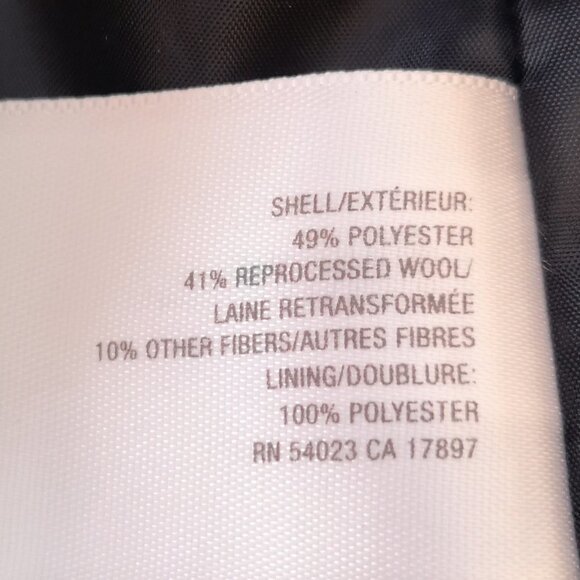 SHELL/EXTÉRIEUR:
49% POLYESTER
41% REPROCESSED WOOL/
LAINE RETRANSFORMÉE
10% OTHER FIBERS/AUTRES FIBRES
LINING/DOUBLURE:
100% POLYESTER
RN 54023 CA 17897